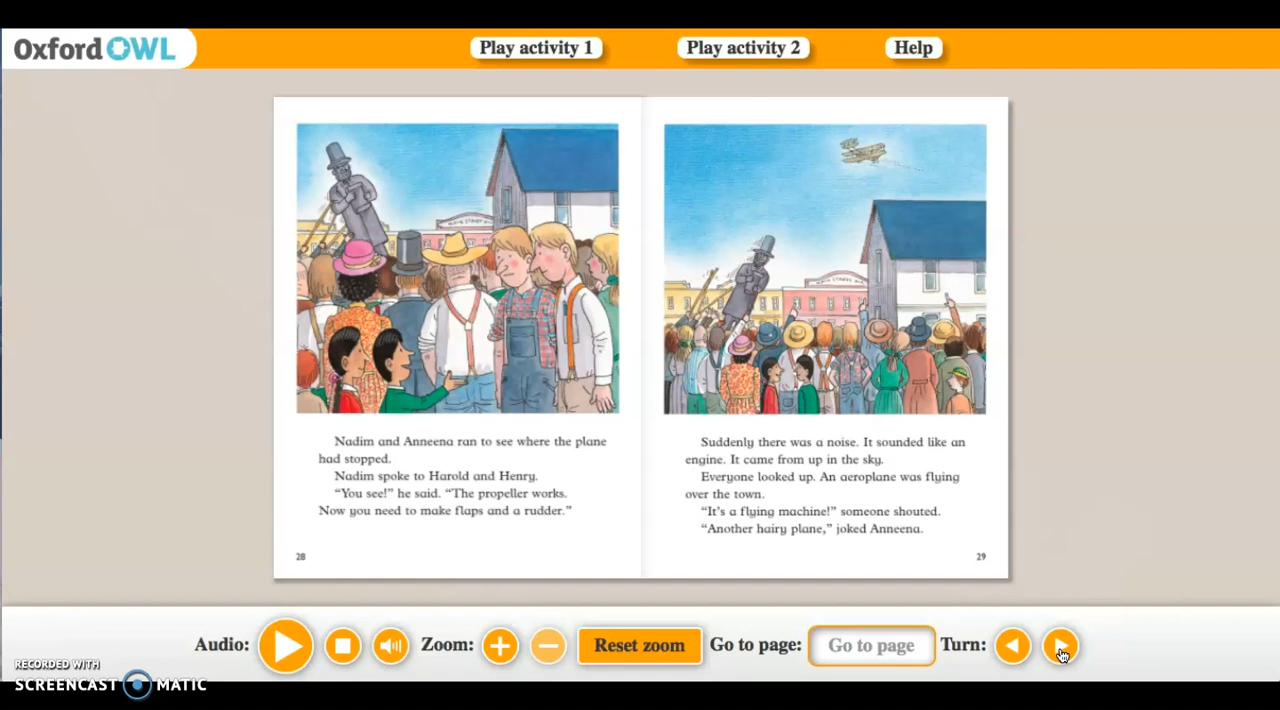 Oxford OWL
Play activity 1
Play activity 2
Help
Nadim and Anneena ran to see where the plane
had stopped.
Nadim spoke to Harold and Henry.
“You see!” he said. “The propeller works.
Now you need to make flaps and a rudder.”
28
Suddenly there was a noise. It sounded like an
engine. It came from up in the sky.
Everyone looked up. An aeroplane was flying
over the town.
“It’s a flying machine!” someone shouted.
“Another hairy plane,” joked Anneena.
29
Audio:
Zoom:
Reset zoom
Go to page:
Go to page
Turn:
RECORDED WITH
SCREENCAST MATIC